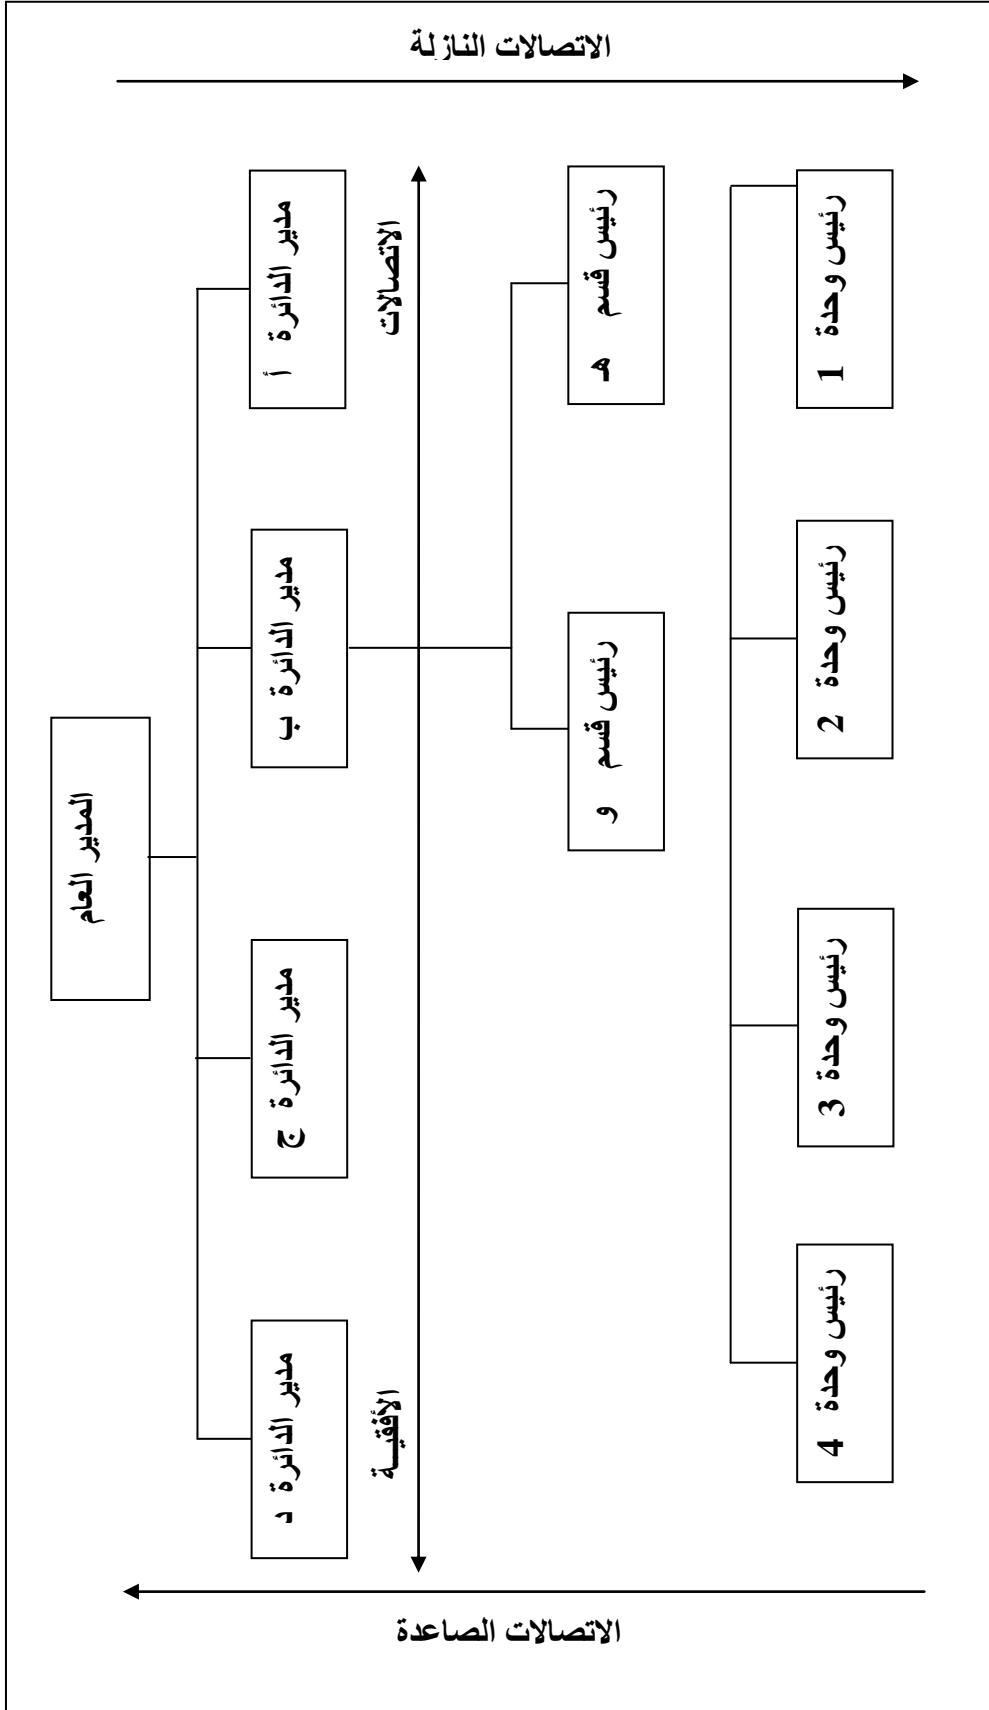 الاتصالات النازلة
المدير العام
مدير الدائرة أ
مدير الدائرة ب
مدير الدائرة ج
مدير الدائرة د
الاتصالات
الأفقيـــة
رئيس قسم هـ
رئيس قسم و
رئيس وحدة 1
رئيس وحدة 2
رئيس وحدة 3
رئيس وحدة 4
الاتصالات الصاعدة